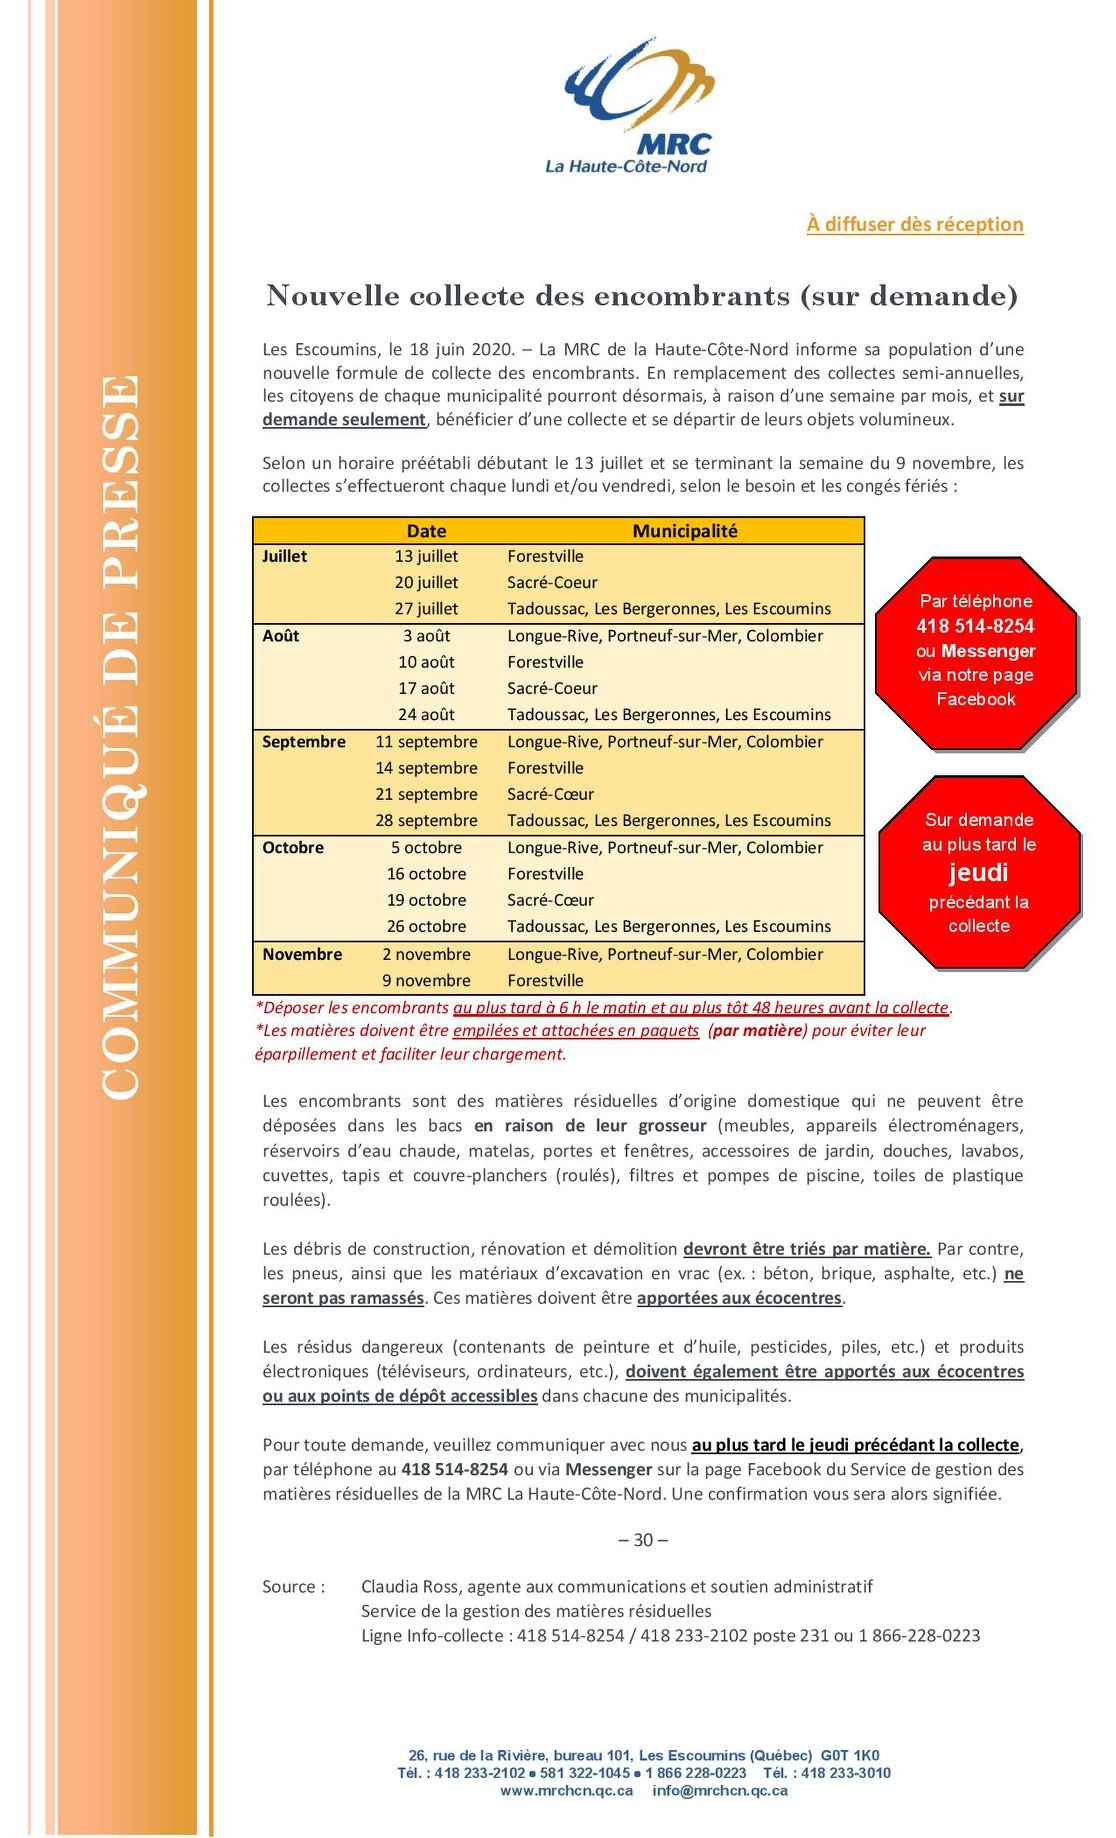 MRC
La Haute-Côte-Nord
À diffuser dès réception
COMMUNIQUÉ DE PRESSE
Nouvelle collecte des encombrants (sur demande)
Les Escoumins, le 18 juin 2020. – La MRC de la Haute-Côte-Nord informe sa population d’une
nouvelle formule de collecte des encombrants. En remplacement des collectes semi-annuelles,
les citoyens de chaque municipalité pourront désormais, à raison d’une semaine par mois, et sur
demande seulement, bénéficier d’une collecte et se départir de leurs objets volumineux.
Selon un horaire préétabli débutant le 13 juillet et se terminant la semaine du 9 novembre, les
collectes s’effectueront chaque lundi et/ou vendredi, selon le besoin et les congés fériés :
Date Municipalité
Juillet 13 juillet Forestville
20 juillet Sacré-Coeur
27 juillet Tadoussac, Les Bergeronnes, Les Escoumins
Août 3 août Longue-Rive, Portneuf-sur-Mer, Colombier
10 août Forestville
17 août Sacré-Coeur
24 août Tadoussac, Les Bergeronnes, Les Escoumins
Septembre 11 septembre Longue-Rive, Portneuf-sur-Mer, Colombier
14 septembre Forestville
21 septembre Sacré-Cœur
28 septembre Tadoussac, Les Bergeronnes, Les Escoumins
Octobre 5 octobre Longue-Rive, Portneuf-sur-Mer, Colombier
16 octobre Forestville
19 octobre Sacré-Cœur
26 octobre Tadoussac, Les Bergeronnes, Les Escoumins
Novembre 2 novembre Longue-Rive, Portneuf-sur-Mer, Colombier
9 novembre Forestville
Par téléphone
418 514-8254
ou Messenger
via notre page
Facebook
Sur demande
au plus tard le
jeudi
précédant la
collecte
*Déposer les encombrants au plus tard à 6 h le matin et au plus tôt 48 heures avant la collecte.
*Les matières doivent être empilées et attachées en paquets (par matière) pour éviter leur
éparpillement et faciliter leur chargement.
Les encombrants sont des matières résiduelles d’origine domestique qui ne peuvent être
déposées dans les bacs en raison de leur grosseur (meubles, appareils électroménagers,
réservoirs d’eau chaude, matelas, portes et fenêtres, accessoires de jardin, douches, lavabos,
cuvettes, tapis et couvre-planchers (roulés), filtres et pompes de piscine, toiles de plastique
roulées).
Les débris de construction, rénovation et démolition devront être triés par matière. Par contre,
les pneus, ainsi que les matériaux d’excavation en vrac (ex. : béton, brique, asphalte, etc.) ne
seront pas ramassés. Ces matières doivent être apportées aux écocentres.
Les résidus dangereux (contenants de peinture et d’huile, pesticides, piles, etc.) et produits
électroniques (téléviseurs, ordinateurs, etc.), doivent également être apportés aux écocentres
ou aux points de dépôt accessibles dans chacune des municipalités.
Pour toute demande, veuillez communiquer avec nous au plus tard le jeudi précédant la collecte,
par téléphone au 418 514-8254 ou via Messenger sur la page Facebook du Service de gestion des
matières résiduelles de la MRC La Haute-Côte-Nord. Une confirmation vous sera alors signifiée.
– 30 –
Source : Claudia Ross, agente aux communications et soutien administratif
Service de la gestion des matières résiduelles
Ligne Info-collecte : 418 514-8254 / 418 233-2102 poste 231 ou 1 866-228-0223
26, rue de la Rivière, bureau 101, Les Escoumins (Québec) G0T 1K0
Tél. : 418 233-2102 • 581 322-1045 • 1 866 228-0223 Tél. : 418 233-3010
www.mrchcn.qc.ca info@mrchcn.qc.ca